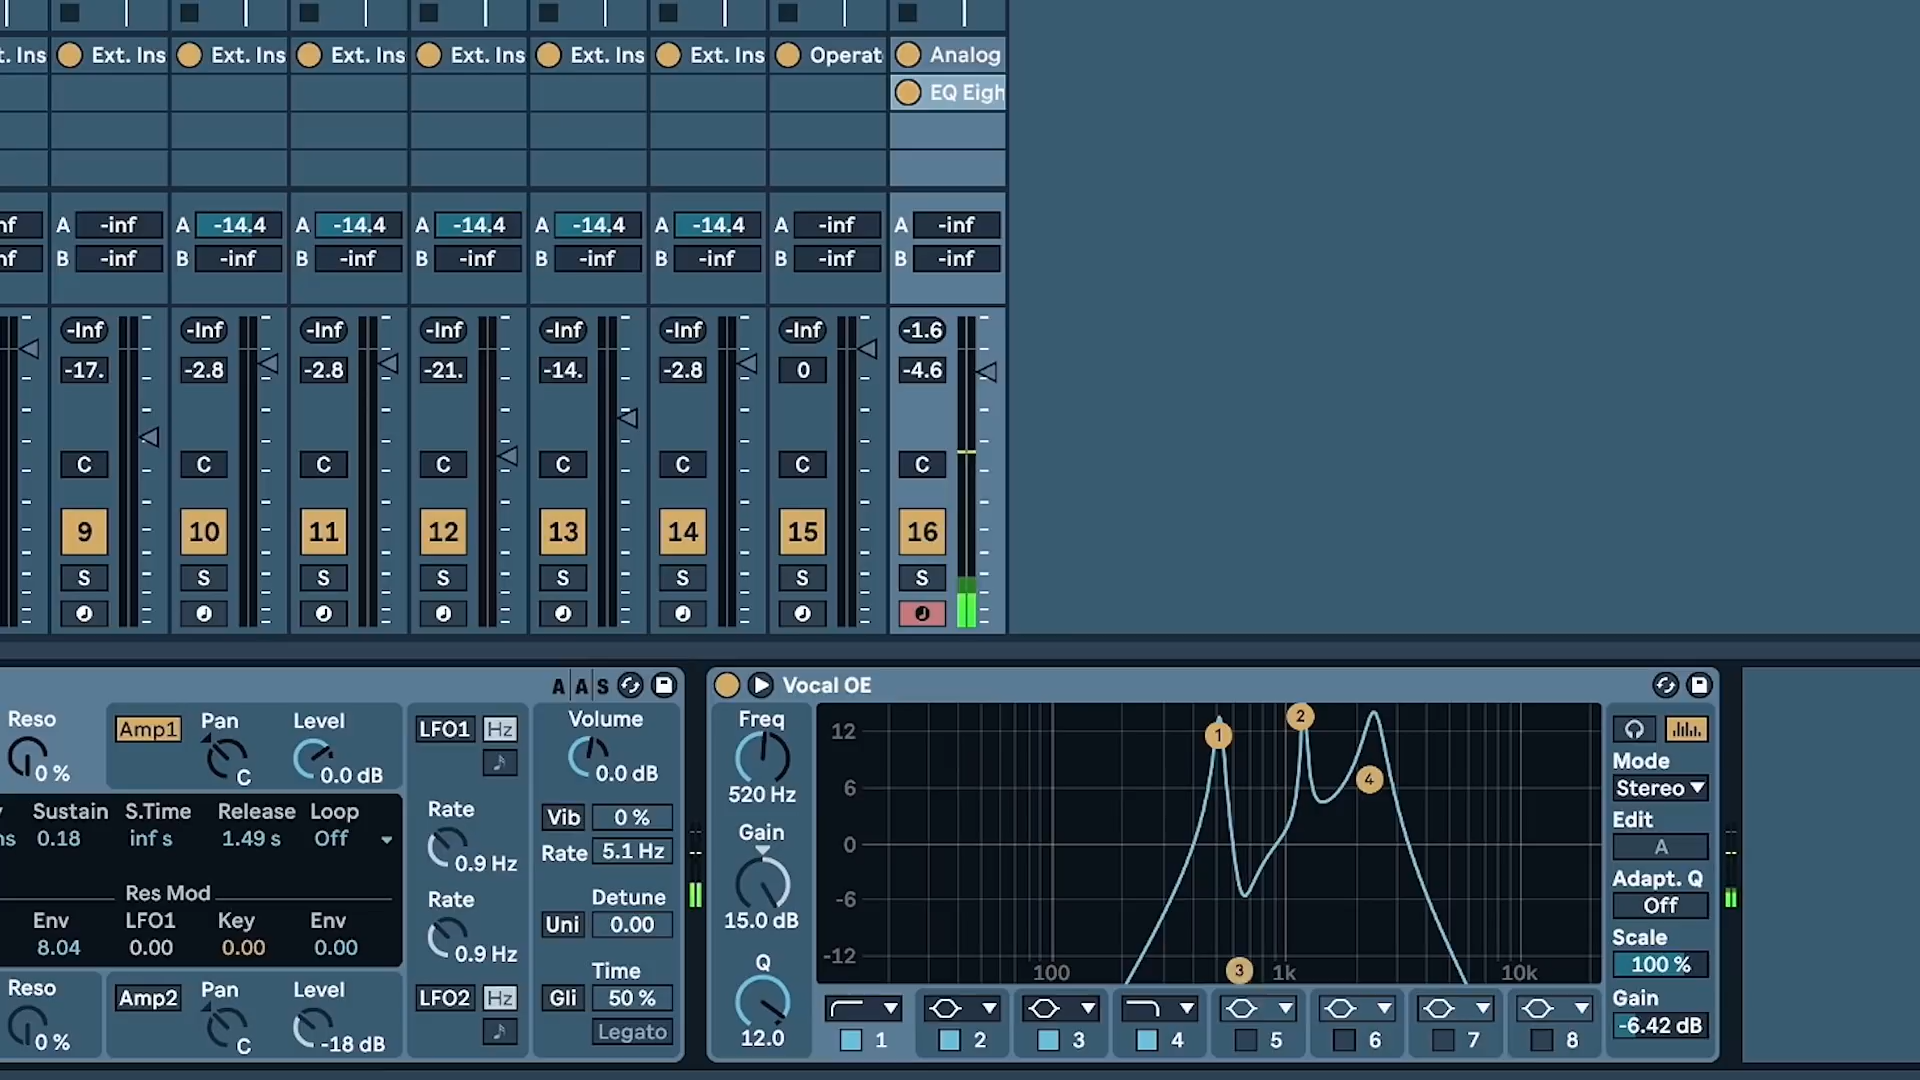 t. Ins Ext. Ins Ext. Ins Ext. Ins Ext. Ins Ext. Ins Ext. Ins Operat Analog
EQ Eigh
nf A -inf A -14.4 A -14.4 A -14.4 A -14.4 A -14.4 A -inf A -inf
nf B -inf B -inf B -inf B -inf B -inf B -inf B -inf B -inf
-Inf -Inf -Inf -Inf -Inf -Inf -Inf -1.6
-17. -2.8 -2.8 -21. -14. -2.8 0 -4.6
C C C C C C C C
9 10 11 12 13 14 15 16
S S S S S S S S
A A S
Reso
0 %
Amp1 Pan Level
C 0.0 dB
Sustain S.Time Release Loop
ns 0.18 inf s 1.49 s Off
Res Mod
Env LFO1 Key Env
8.04 0.00 0.00 0.00
Reso
0 %
Amp2 Pan Level
C -18 dB
LFO1 Hz
Rate
0.9 Hz
Rate
0.9 Hz
LFO2 Hz
Volume
0.0 dB
Vib 0 %
Rate 5.1 Hz
Detune
Uni 0.00
Time
Gli 50 %
Legato
Vocal OE
Freq
520 Hz
Gain
15.0 dB
Q
12.0
12
6
0
-6
-12
1 2 4 3
100 1k 10k
1 2 3 4 5 6 7 8
Mode
Stereo
Edit
A
Adapt. Q
Off
Scale
100 %
Gain
-6.42 dB